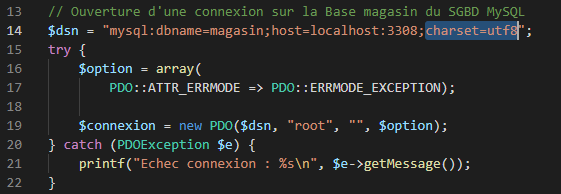 13 // Ouverture d'une connexion sur la Base magasin du SGBD MySQL
14 $dsn = "mysql:dbname=magasin;host=localhost:3308;charset=utf8";
15 try {
16     $option = array(
17         PDO::ATTR_ERRMODE => PDO::ERRMODE_EXCEPTION);
18
19     $connexion = new PDO($dsn, "root", "", $option);
20 } catch (PDOException $e) {
21     printf("Echec connexion : %s\n", $e->getMessage());
22 }